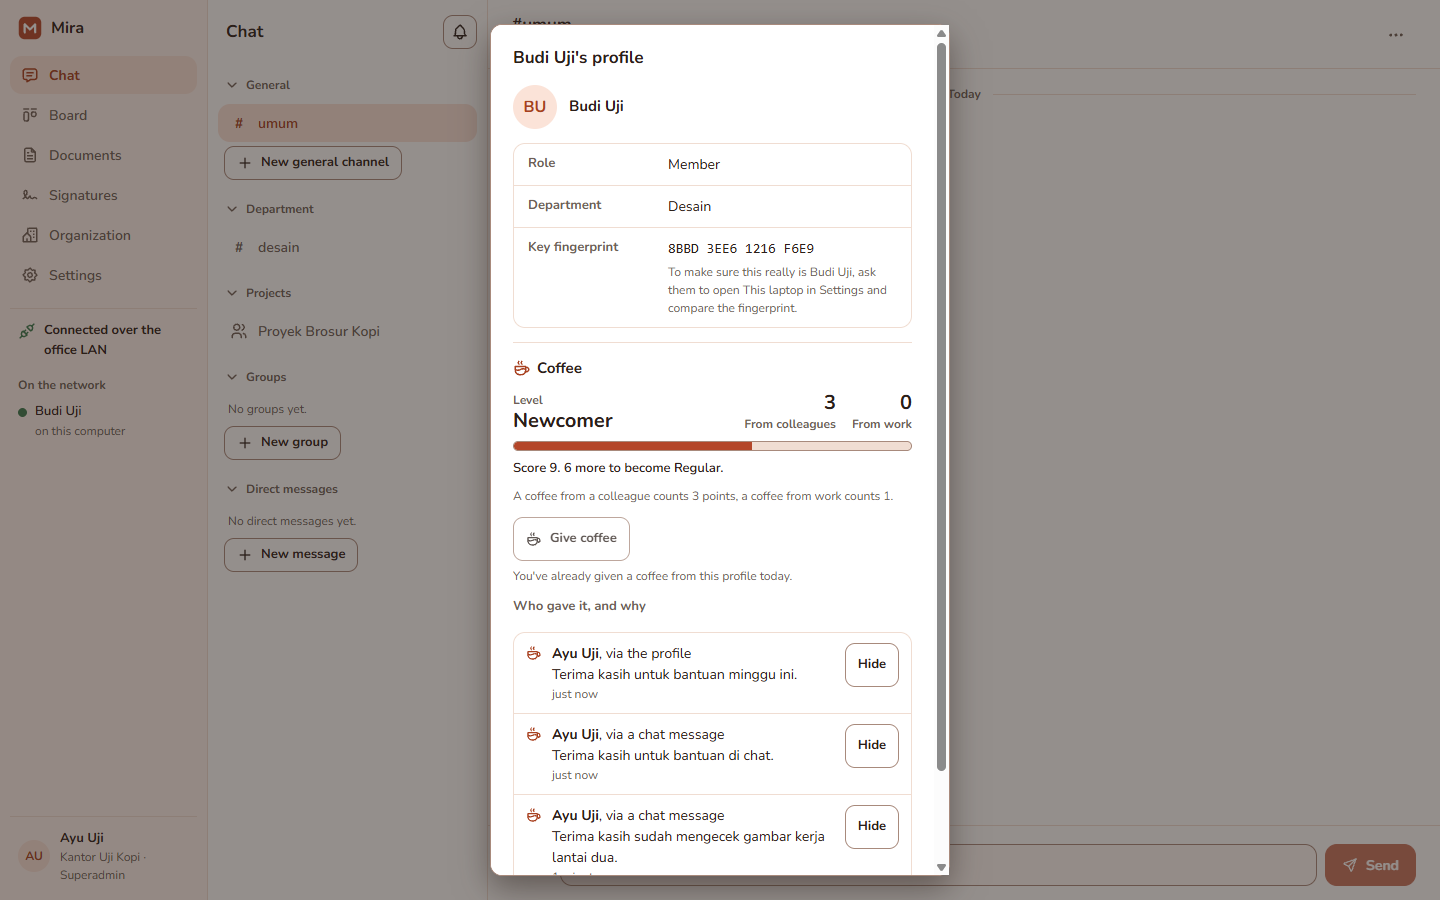 Mira
Chat
Board
Documents
Signatures
Organization
Settings
Connected over the
office LAN
On the network
Budi Uji
on this computer
AU
Ayu Uji
Kantor Uji Kopi ·
Superadmin
Chat
General
# umum
+ New general channel
Department
# desain
Projects
Proyek Brosur Kopi
Groups
No groups yet.
+ New group
Direct messages
No direct messages yet.
+ New message
#umum
Today
Send
Budi Uji's profile
BU
Budi Uji
Role
Member
Department
Desain
Key fingerprint
8BBD 3EE6 1216 F6E9
To make sure this really is Budi Uji, ask
them to open This laptop in Settings and
compare the fingerprint.
Coffee
Level
Newcomer
3
From colleagues
0
From work
Score 9. 6 more to become Regular.
A coffee from a colleague counts 3 points, a coffee from work counts 1.
Give coffee
You've already given a coffee from this profile today.
Who gave it, and why
Ayu Uji, via the profile
Terima kasih untuk bantuan minggu ini.
just now
Hide
Ayu Uji, via a chat message
Terima kasih untuk bantuan di chat.
just now
Hide
Ayu Uji, via a chat message
Terima kasih sudah mengecek gambar kerja
lantai dua.
Hide